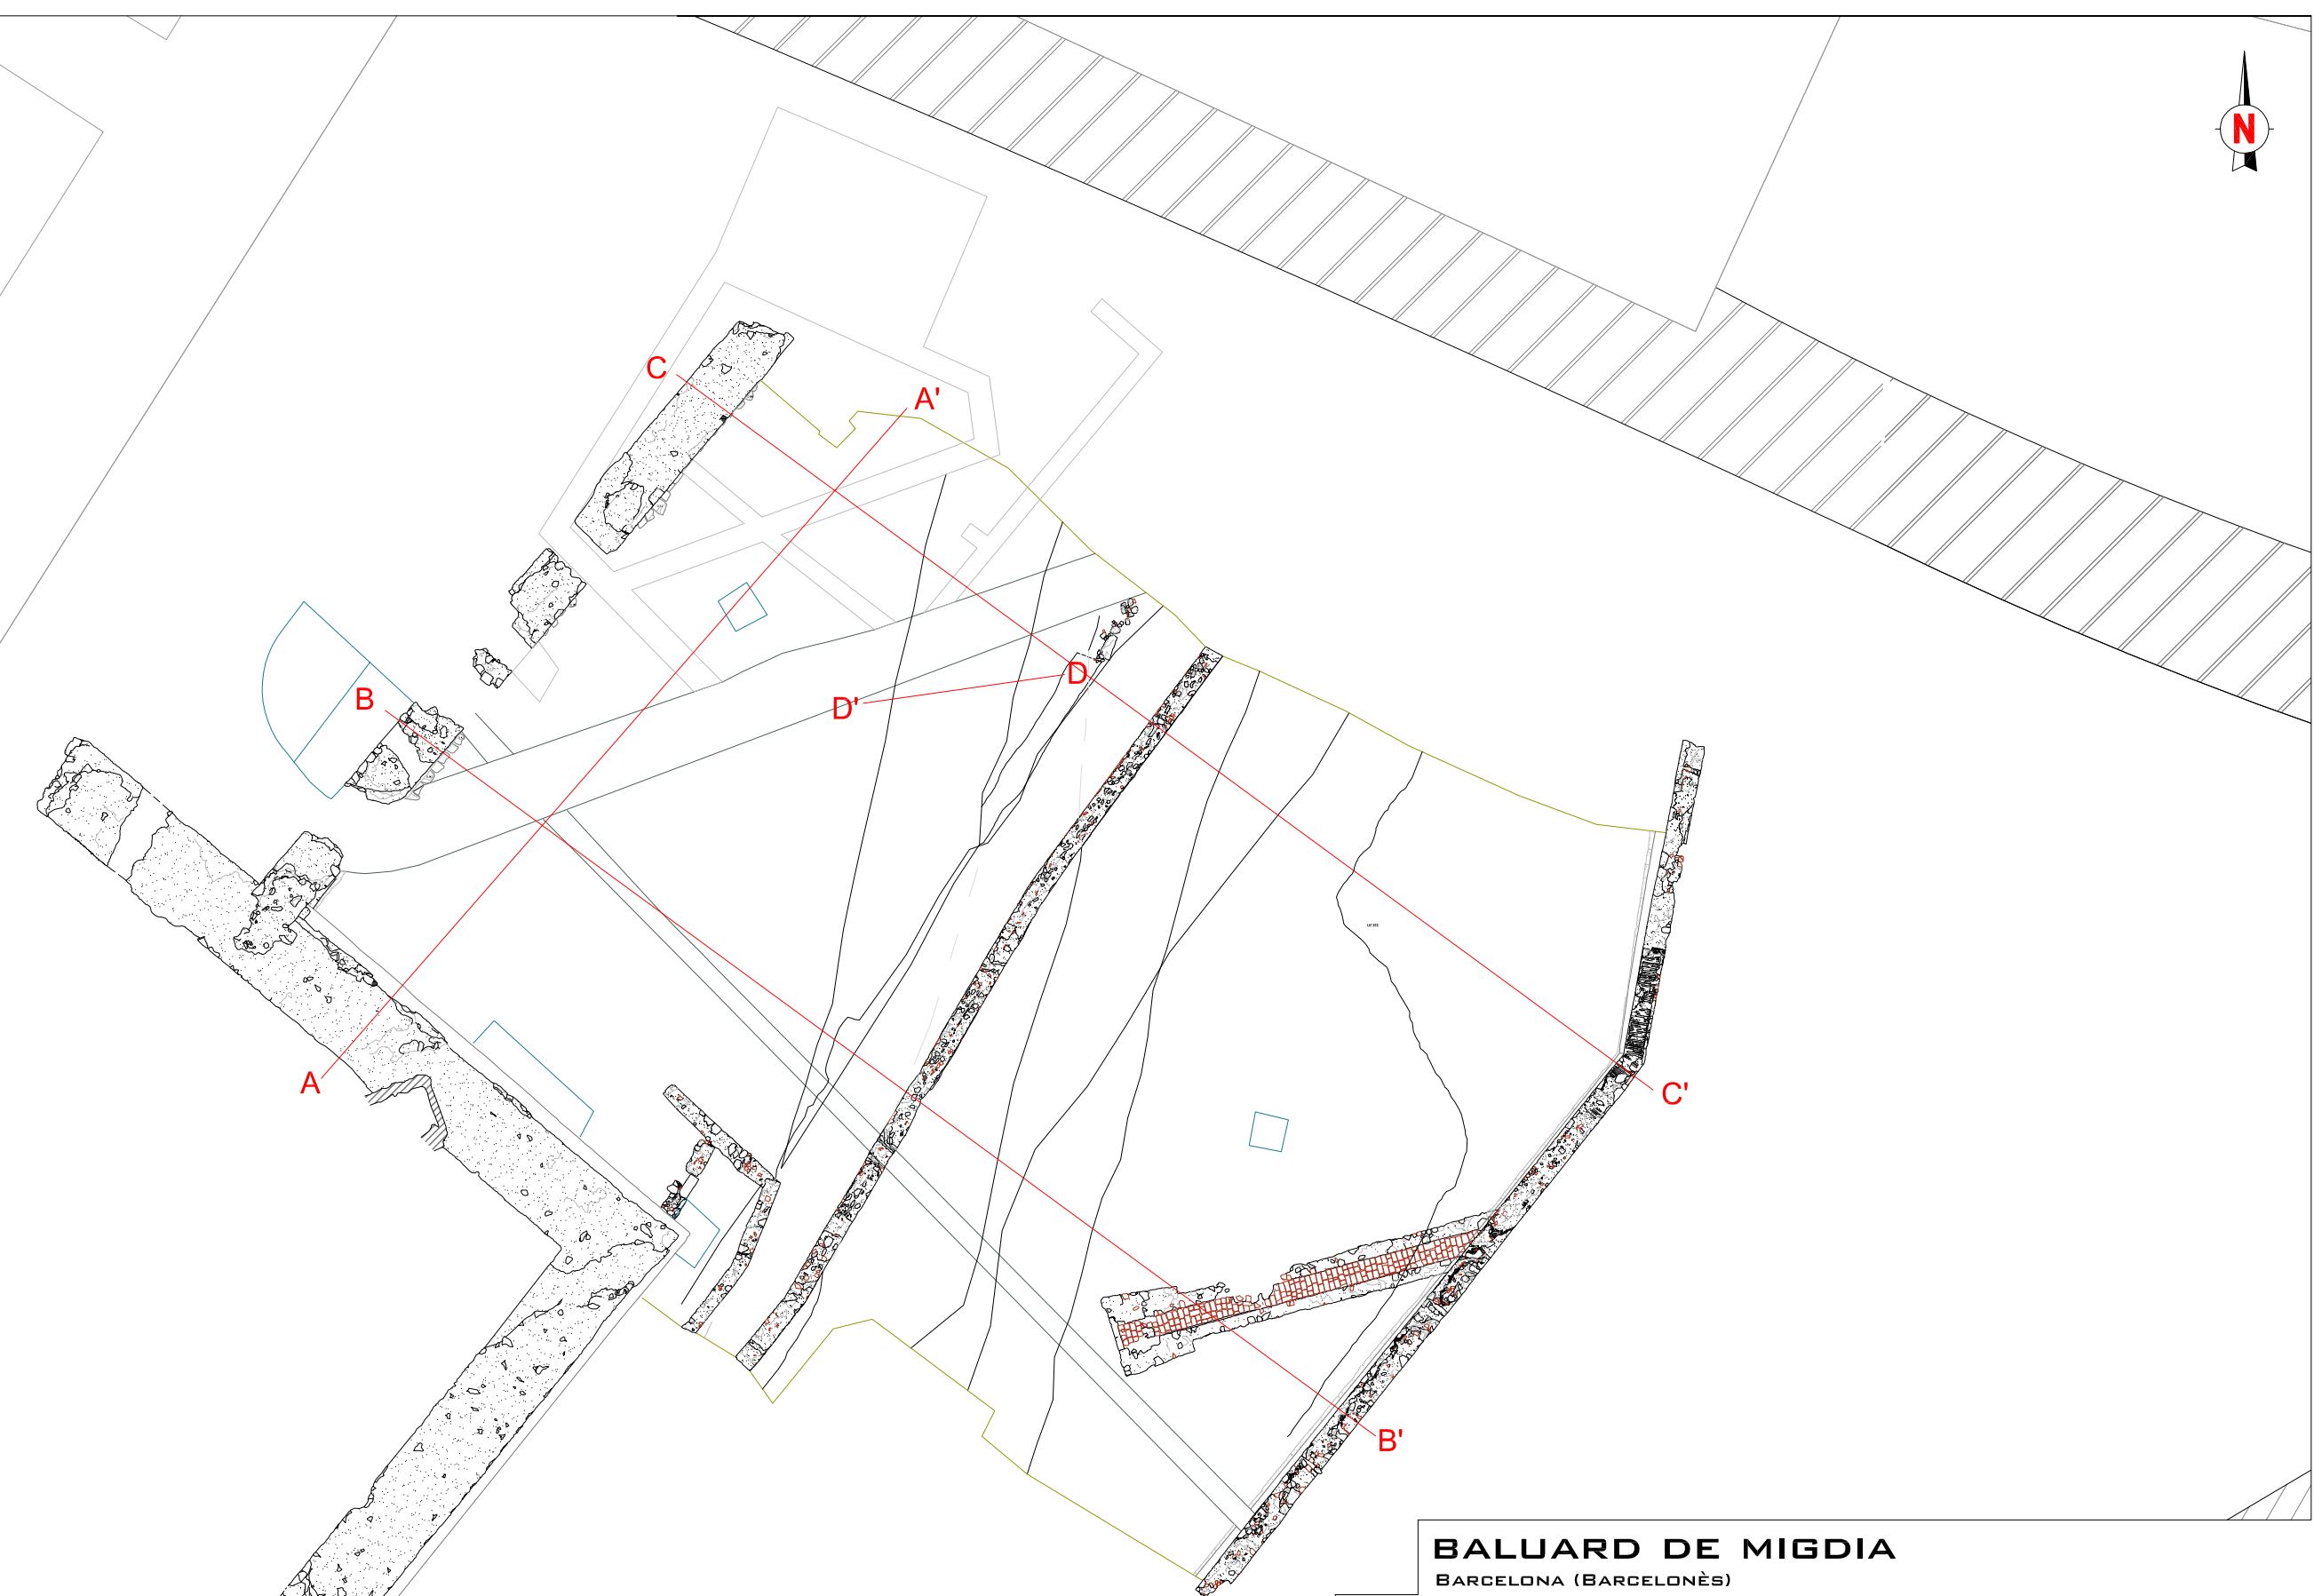 N
C
A'
D
D'
B
A
C'
B'
BALUARD DE MIGDIA
BARCELONA (BARCELONÈS)